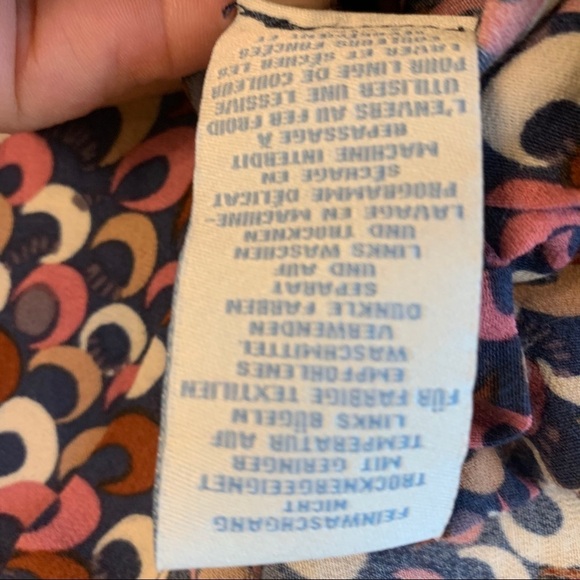 FEINWASCHGANG
NICHT
TROCKNERGEEIGNET
MIT GERINGER
TEMPERATUR AUF
LINKS BÜGELN
FÜR FARBIGE TEXTILIEN
EMPFORLENES
WASCHMITTEL
VERWENDEN
DUNKLE FARBEN
SEPARAT
UND AUF
LINKS WASCHEN
UND TROCKNEN
LAVAGE EN MACHINE-
PROGRAMME DÉLICAT
SÉCHAGE EN
MACHINE INTERDIT
REPASSAGE À
L'ENVERS AU FER FROID
UTILISER UNE LESSIVE
POUR LINGE DE COULEUR
LAVER ET SÉCHER LES
COULEURS FONCÉES